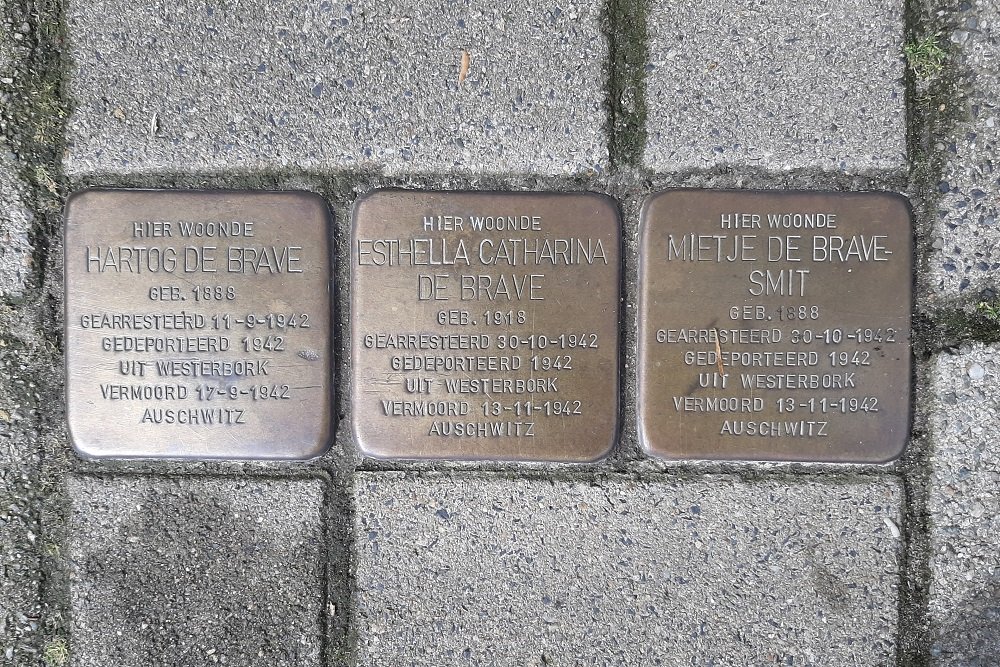 HIER WOONDE
HARTOG DE BRAVE
GEB. 1888
GEARRESTEERD 11-9-1942
GEDEPORTEERD 1942
UIT WESTERBORK
VERMOORD 17-9-1942
AUSCHWITZ
HIER WOONDE
ESTHELLA CATHARINA
DE BRAVE
GEB. 1918
GEARRESTEERD 30-10-1942
GEDEPORTEERD 1942
UIT WESTERBORK
VERMOORD 13-11-1942
AUSCHWITZ
HIER WOONDE
MIETJE DE BRAVE-
SMIT
GEB. 1888
GEARRESTEERD 30-10-1942
GEDEPORTEERD 1942
UIT WESTERBORK
VERMOORD 13-11-1942
AUSCHWITZ